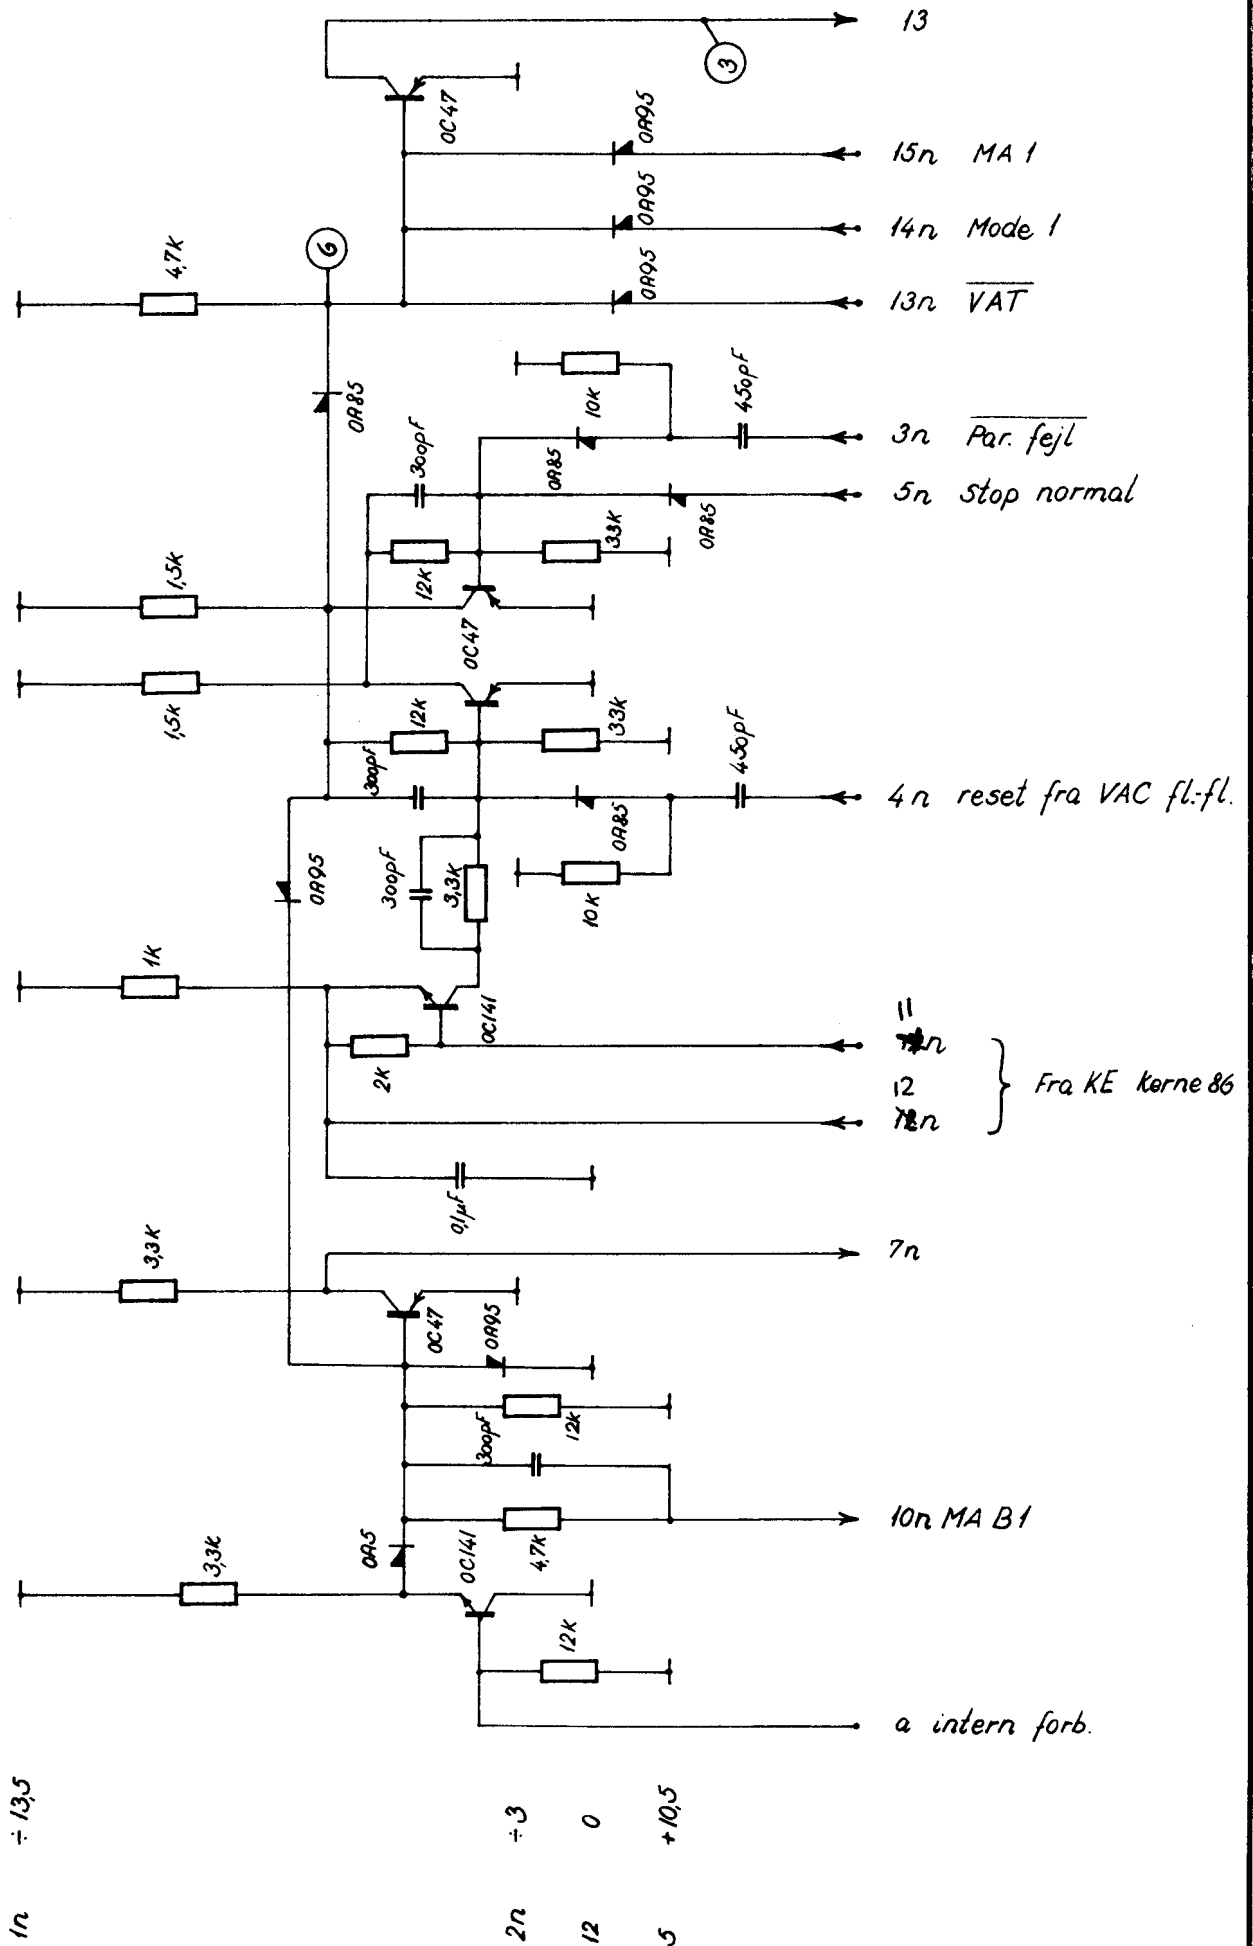 13
3
OC47
OA95
15n MA 1
OA95
14n Mode 1
4,7K
6
OA95
13n VAT
OA85
10K
450pF
3n Par. fejl
300pF
OA85
5n Stop normal
OA85
1,5K
12K
33K
OC47
1,5K
12K
33K
450pF
300pF
4n reset fra VAC fl.-fl.
OA85
OA95
300pF
3,3K
10K
1K
OC141
11
n
2K
12
n
Fra KE kerne 86
0,1µF
3,3K
7n
OC47
OA95
12K
300pF
10n MA B1
4,7K
OA5
OC141
3,3K
12K
a intern forb.
÷ 13,5
÷ 3
0
+ 10,5
1n
2n
12
5